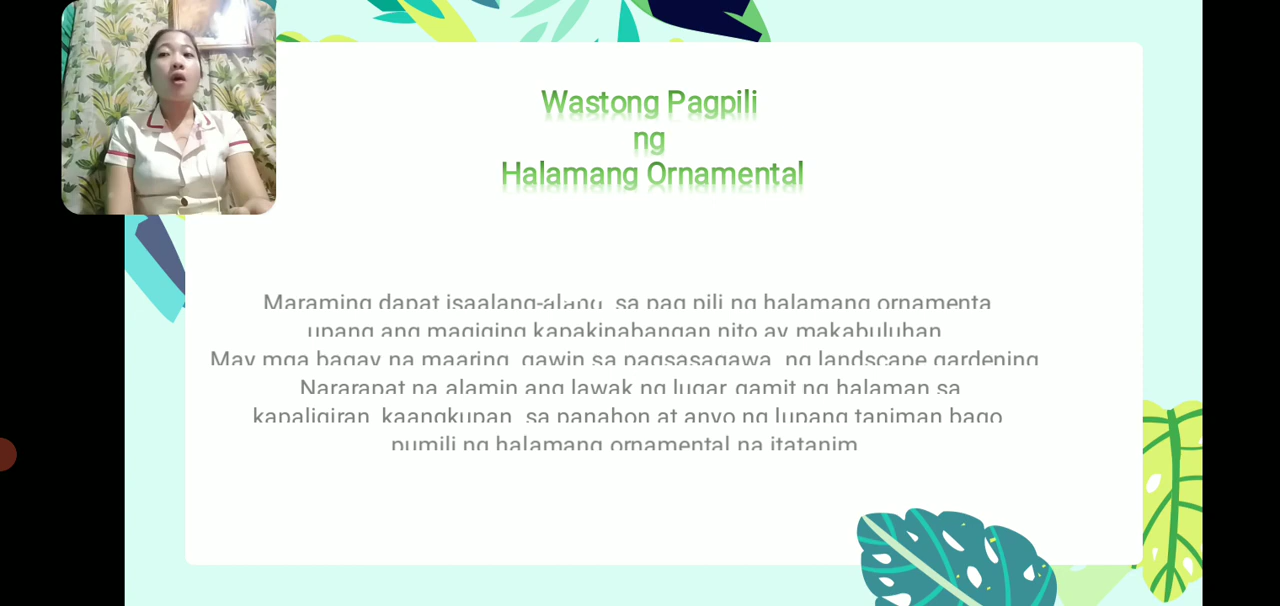 Wastong Pagpili
ng
Halamang Ornamental
Maraming dapat isaalang-alang sa pag pili ng halamang ornamenta
upang ang magiging kapakinabangan nito ay makabuluhan
May mga bagay na maaring gawin sa pagsasagawa ng landscape gardening
Nararapat na alamin ang lawak ng lugar gamit ng halaman sa
kapaligiran kaangkupan sa panahon at anyo ng lupang taniman bago
pumili ng halamang ornamental na itatanim